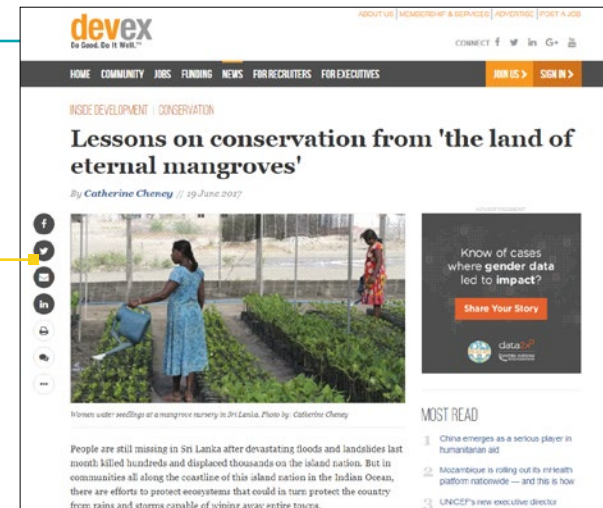 ABOUT US | MEMBERSHIP & SERVICES | ADVERTISE | POST A JOB
devex
Do Good. Do It Well.™
CONNECT
HOME COMMUNITY JOBS FUNDING NEWS FOR RECRUITERS FOR EXECUTIVES JOIN US > SIGN IN >
INSIDE DEVELOPMENT | CONSERVATION
Lessons on conservation from 'the land of
eternal mangroves'
By Catherine Cheney // 19 June 2017
ADVERTISEMENT
Know of cases
where gender data
led to impact?
Share Your Story
data2x
Women water seedlings at a mangrove nursery in Sri Lanka. Photo by: Catherine Cheney
People are still missing in Sri Lanka after devastating floods and landslides last
month killed hundreds and displaced thousands on the island nation. But in
communities all along the coastline of this island nation in the Indian Ocean,
there are efforts to protect ecosystems that could in turn protect the country
from rains and storms capable of wiping away entire towns.
MOST READ
1 China emerges as a serious player in
humanitarian aid
2 Mozambique is rolling out its mHealth
platform nationwide — and this is how
3 UNICEF's new executive director